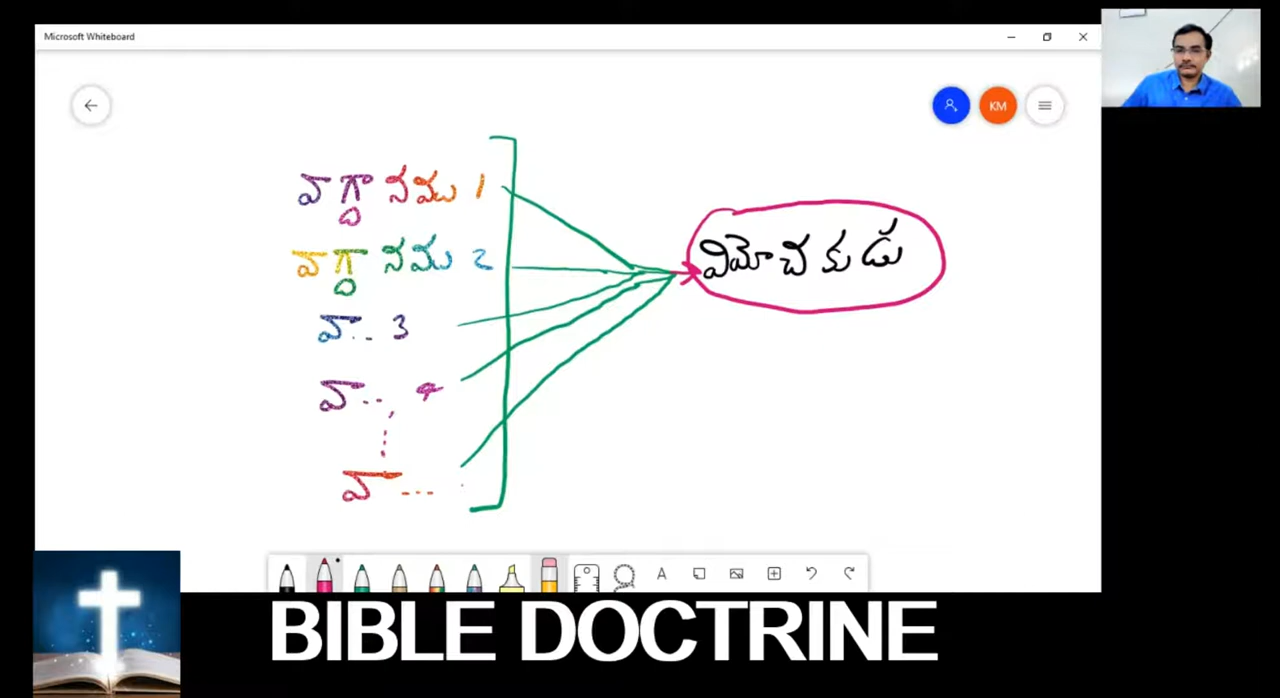 Microsoft Whiteboard
KM
వాగ్దానము 1
వాగ్దానము 2
వా.. 3
వా.., 4
వా...
విమోచకుడు
A
BIBLE DOCTRINE